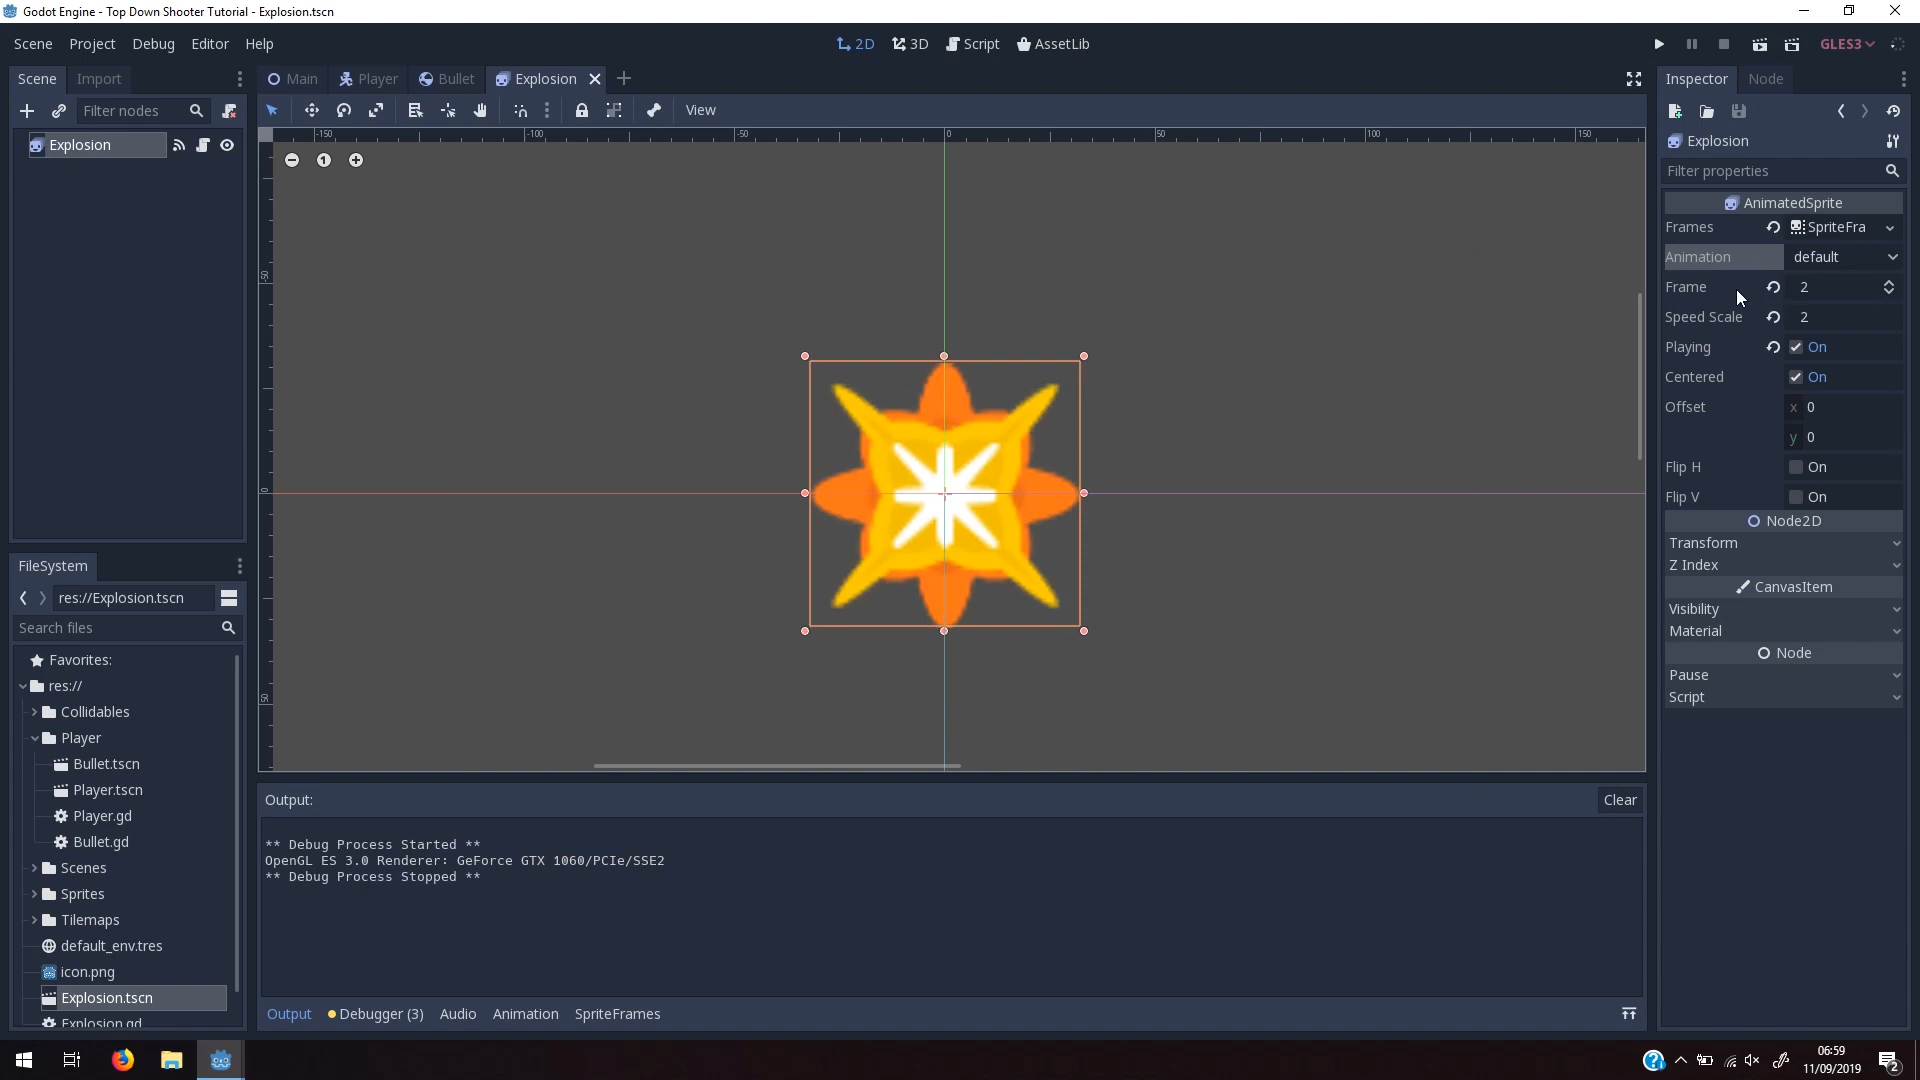 Godot Engine - Top Down Shooter Tutorial - Explosion.tscn
Scene Project Debug Editor Help
2D 3D Script AssetLib
GLES3
Scene Import
Main Player Bullet Explosion
Inspector Node
Filter nodes
View
Explosion
-150 -100 -50 0 50 100 150
Explosion
1
Filter properties
AnimatedSprite
Frames SpriteFra
Animation default
-50
Frame 2
Speed Scale 2
Playing On
Centered On
Offset x 0
y 0
Flip H On
0
Flip V On
Node2D
Transform
Z Index
CanvasItem
Visibility
Material
Node
Pause
50
Script
FileSystem
res://Explosion.tscn
Search files
Favorites:
res://
Collidables
Player
Bullet.tscn
Player.tscn
Player.gd
Bullet.gd
Scenes
Sprites
Tilemaps
default_env.tres
icon.png
Explosion.tscn
Explosion.gd
Output: Clear
** Debug Process Started **
OpenGL ES 3.0 Renderer: GeForce GTX 1060/PCIe/SSE2
** Debug Process Stopped **
Output Debugger (3) Audio Animation SpriteFrames
06:59
11/09/2019
2